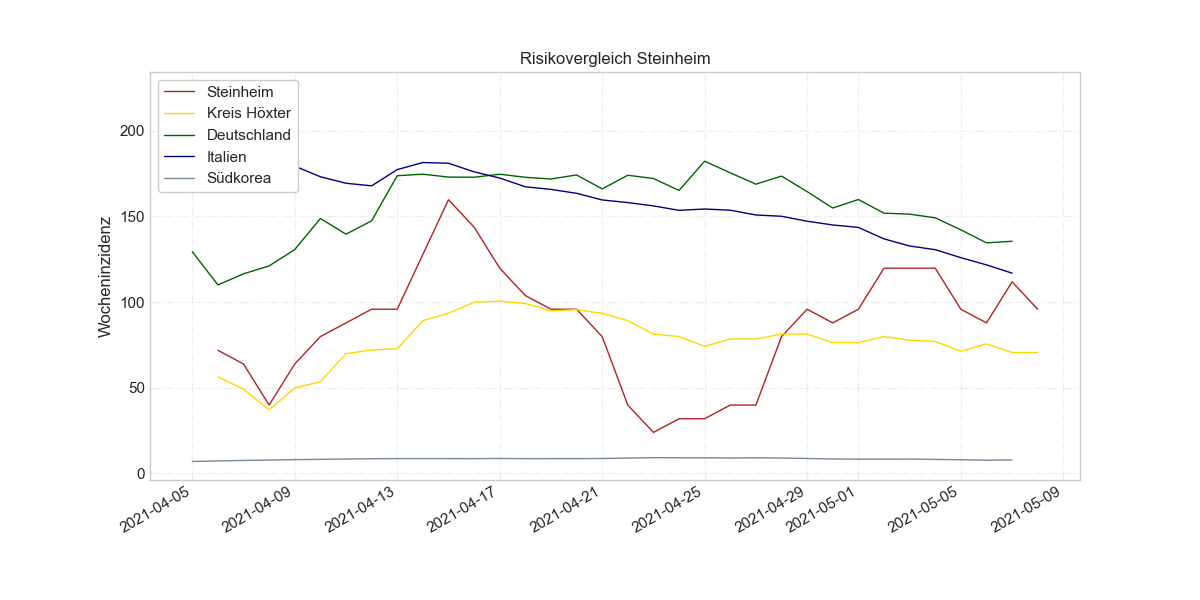 Risikovergleich Steinheim
Steinheim
Kreis Höxter
Deutschland
Italien
Südkorea
Wocheninzidenz
200
150
100
50
0
2021-04-05
2021-04-09
2021-04-13
2021-04-17
2021-04-21
2021-04-25
2021-04-29
2021-05-01
2021-05-05
2021-05-09